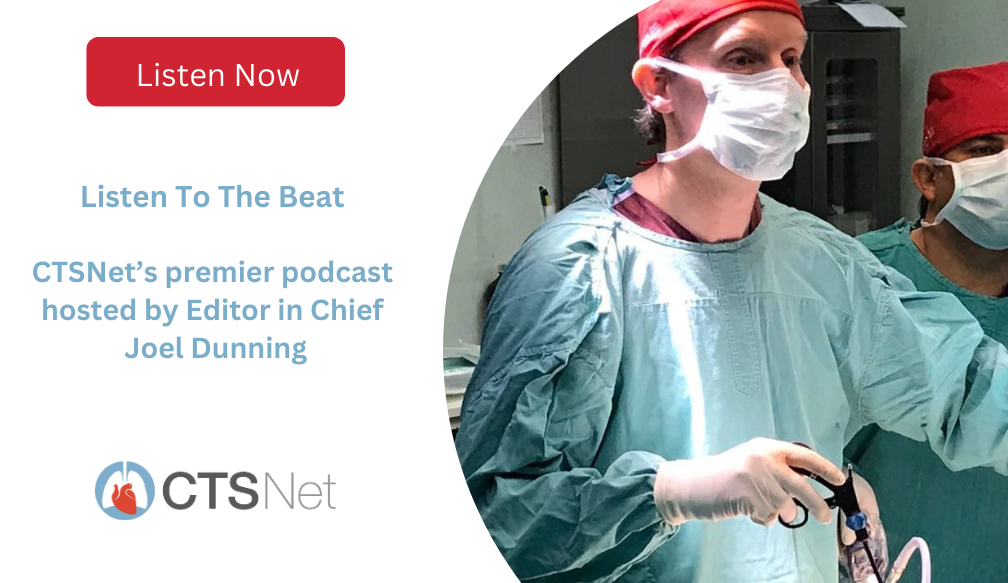 Listen Now
Listen To The Beat
CTSNet’s premier podcast
hosted by Editor in Chief
Joel Dunning
CTSNet